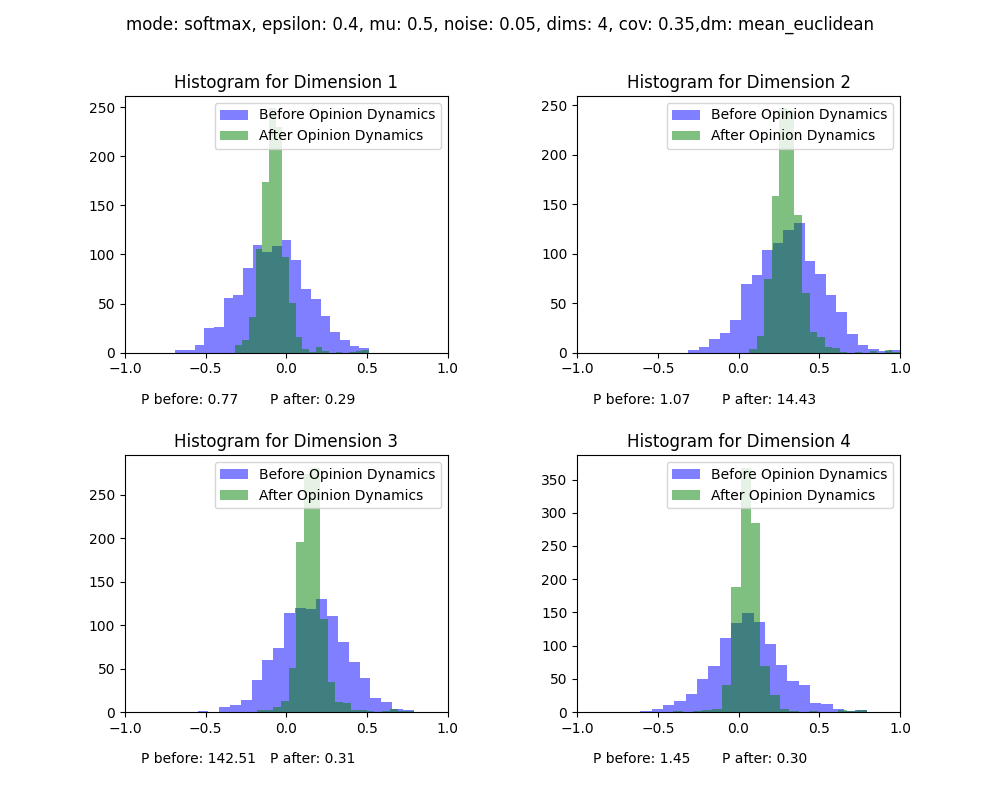 mode: softmax, epsilon: 0.4, mu: 0.5, noise: 0.05, dims: 4, cov: 0.35,dm: mean_euclidean
Histogram for Dimension 1
Before Opinion Dynamics
After Opinion Dynamics
250
200
150
100
50
0
−1.0 −0.5 0.0 0.5 1.0
P before: 0.77 P after: 0.29
Histogram for Dimension 2
Before Opinion Dynamics
After Opinion Dynamics
250
200
150
100
50
0
−1.0 −0.5 0.0 0.5 1.0
P before: 1.07 P after: 14.43
Histogram for Dimension 3
Before Opinion Dynamics
After Opinion Dynamics
250
200
150
100
50
0
−1.0 −0.5 0.0 0.5 1.0
P before: 142.51 P after: 0.31
Histogram for Dimension 4
Before Opinion Dynamics
After Opinion Dynamics
350
300
250
200
150
100
50
0
−1.0 −0.5 0.0 0.5 1.0
P before: 1.45 P after: 0.30